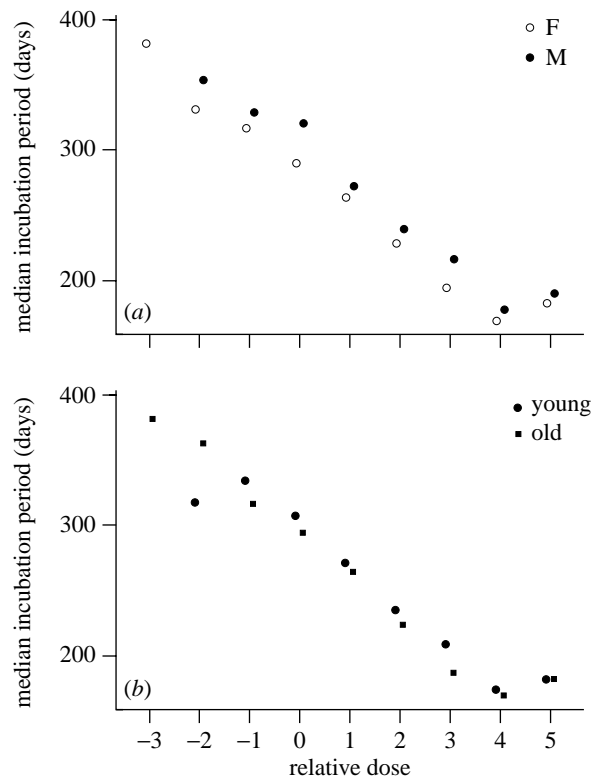 400
F
M
300
200
median incubation period (days)
(a)
400
young
old
300
200
median incubation period (days)
(b)
−3 −2 −1 0 1 2 3 4 5
relative dose